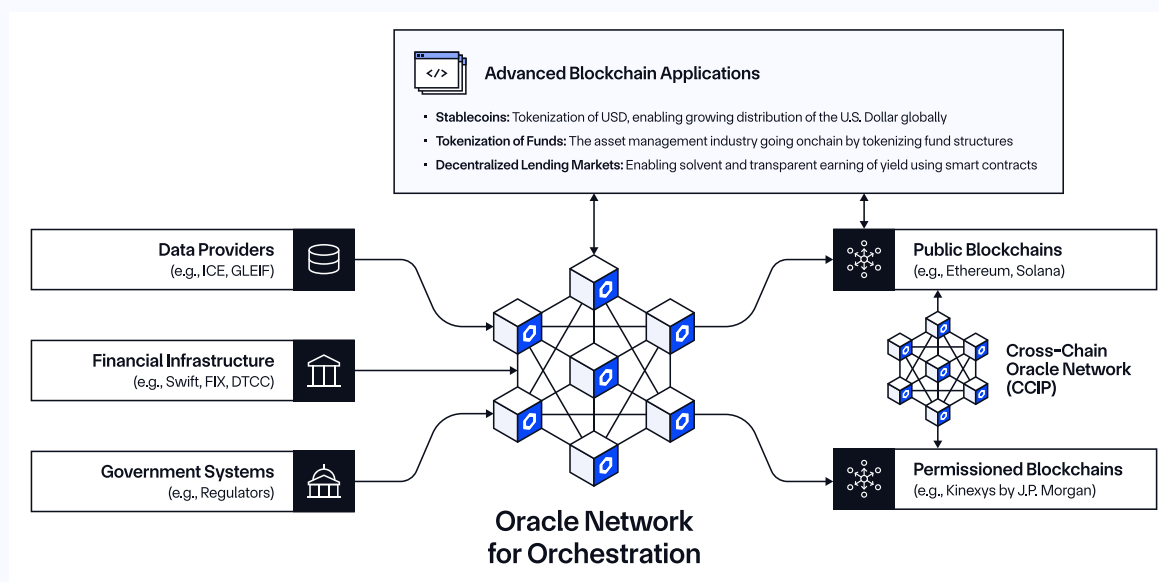 </>
Advanced Blockchain Applications
• Stablecoins: Tokenization of USD, enabling growing distribution of the U.S. Dollar globally
• Tokenization of Funds: The asset management industry going onchain by tokenizing fund structures
• Decentralized Lending Markets: Enabling solvent and transparent earning of yield using smart contracts
Data Providers
(e.g., ICE, GLEIF)
Financial Infrastructure
(e.g., Swift, FIX, DTCC)
Government Systems
(e.g., Regulators)
Oracle Network
for Orchestration
Public Blockchains
(e.g., Ethereum, Solana)
Cross-Chain
Oracle Network
(CCIP)
Permissioned Blockchains
(e.g., Kinexys by J.P. Morgan)